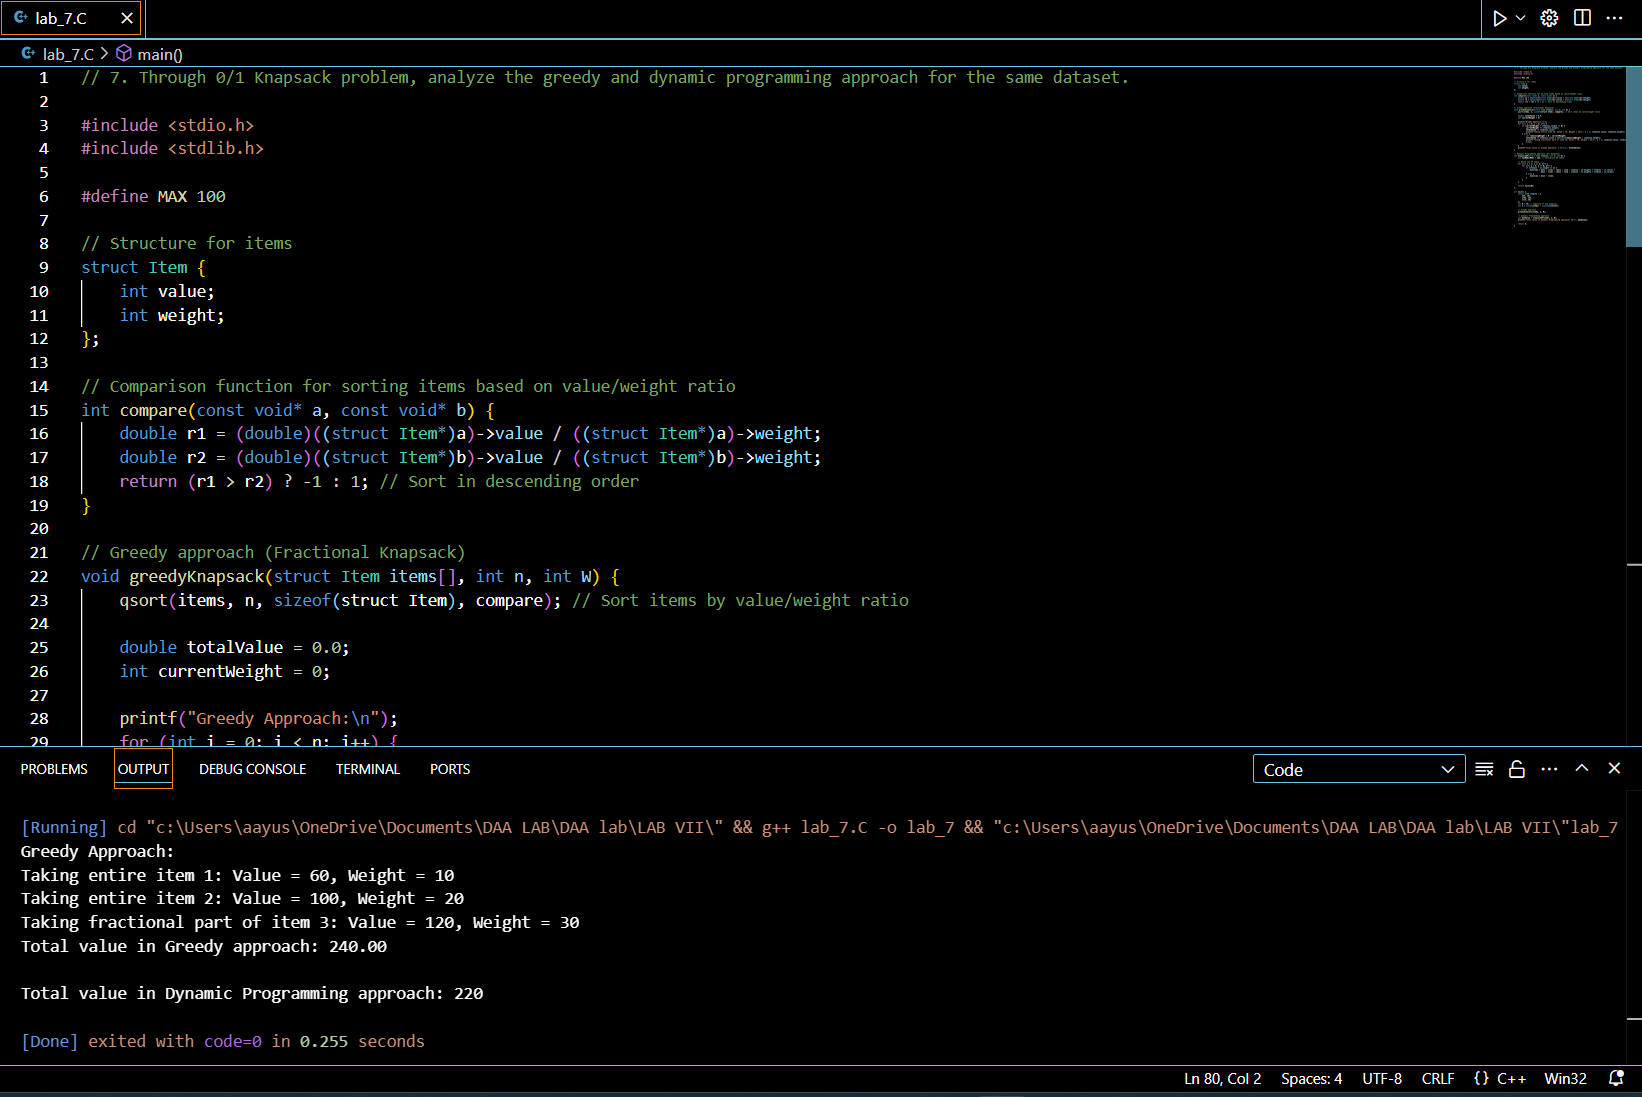 lab_7.C
lab_7.C > main()
1 // 7. Through 0/1 Knapsack problem, analyze the greedy and dynamic programming approach for the same dataset.
2
3 #include <stdio.h>
4 #include <stdlib.h>
5
6 #define MAX 100
7
8 // Structure for items
9 struct Item {
10     int value;
11     int weight;
12 };
13
14 // Comparison function for sorting items based on value/weight ratio
15 int compare(const void* a, const void* b) {
16     double r1 = (double)((struct Item*)a)->value / ((struct Item*)a)->weight;
17     double r2 = (double)((struct Item*)b)->value / ((struct Item*)b)->weight;
18     return (r1 > r2) ? -1 : 1; // Sort in descending order
19 }
20
21 // Greedy approach (Fractional Knapsack)
22 void greedyKnapsack(struct Item items[], int n, int W) {
23     qsort(items, n, sizeof(struct Item), compare); // Sort items by value/weight ratio
24
25     double totalValue = 0.0;
26     int currentWeight = 0;
27
28     printf("Greedy Approach:\n");
29     for (int i = 0; i < n; i++) {
PROBLEMS OUTPUT DEBUG CONSOLE TERMINAL PORTS Code
[Running] cd "c:\Users\aayus\OneDrive\Documents\DAA LAB\DAA lab\LAB VII\" && g++ lab_7.C -o lab_7 && "c:\Users\aayus\OneDrive\Documents\DAA LAB\DAA lab\LAB VII\"lab_7
Greedy Approach:
Taking entire item 1: Value = 60, Weight = 10
Taking entire item 2: Value = 100, Weight = 20
Taking fractional part of item 3: Value = 120, Weight = 30
Total value in Greedy approach: 240.00
Total value in Dynamic Programming approach: 220
[Done] exited with code=0 in 0.255 seconds
Ln 80, Col 2 Spaces: 4 UTF-8 CRLF {} C++ Win32